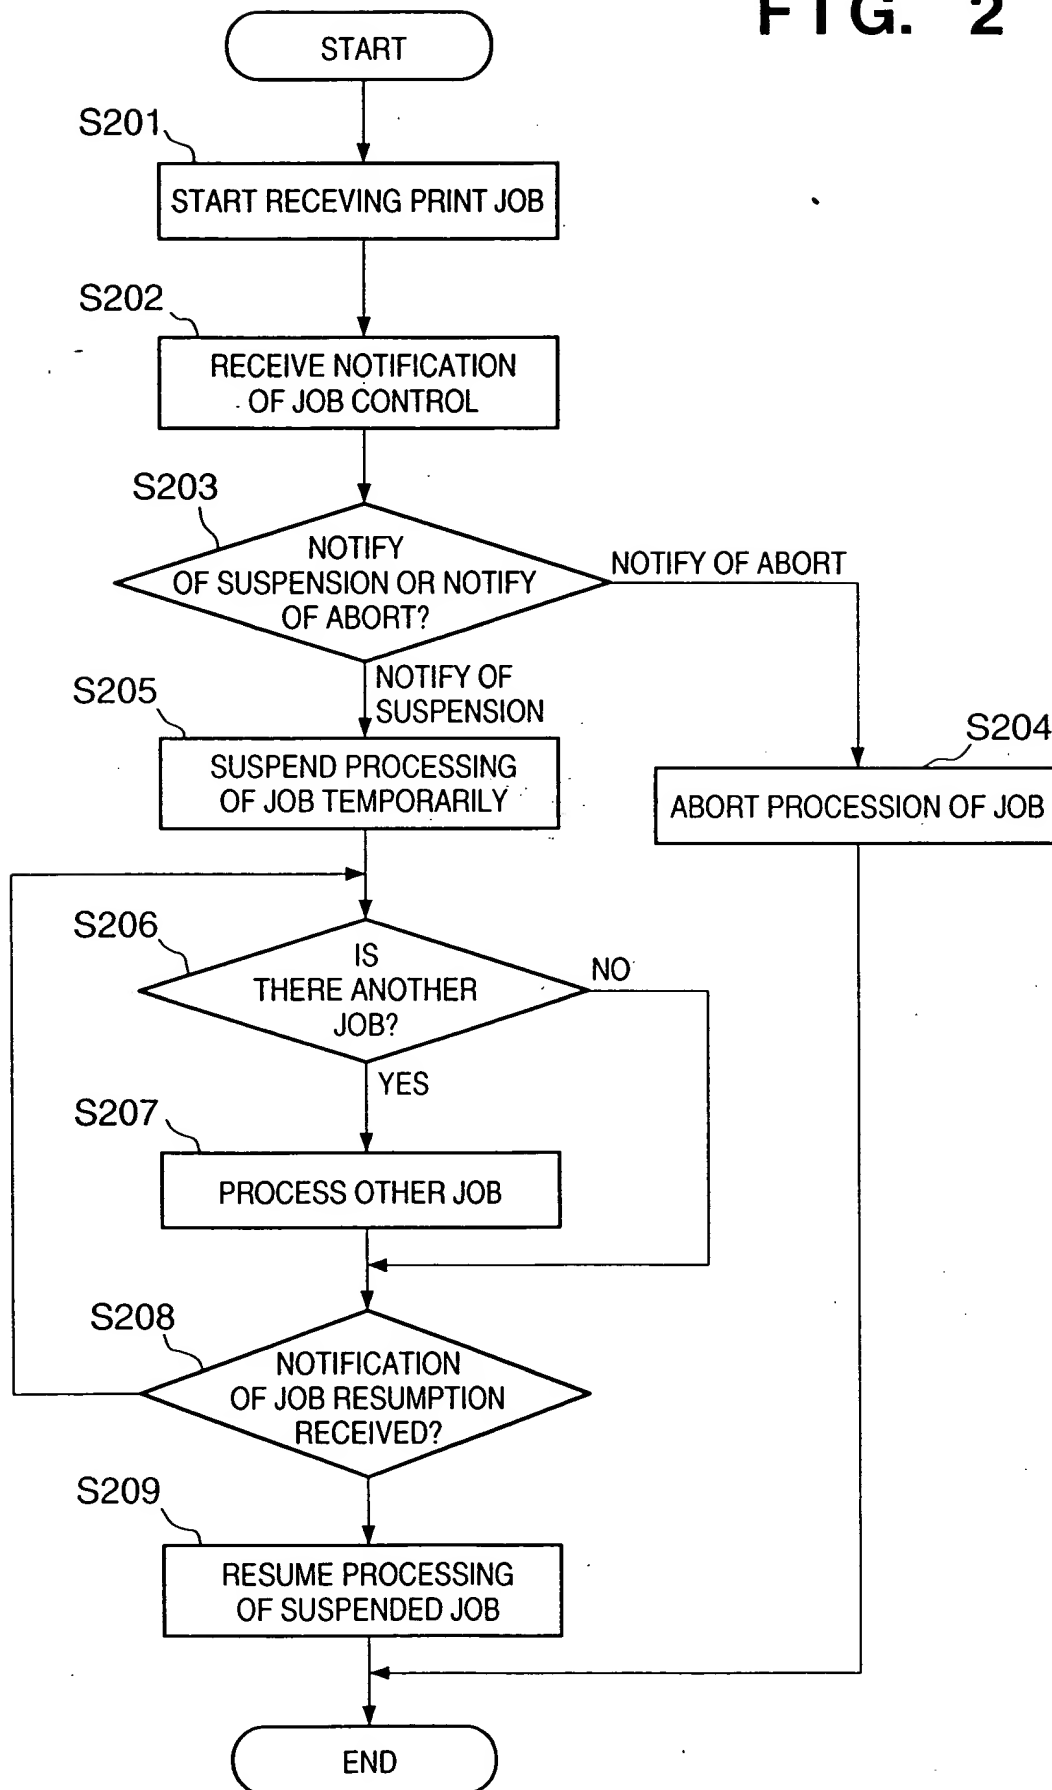 FIG. 2
START
S201
START RECEVING PRINT JOB
S202
RECEIVE NOTIFICATION
OF JOB CONTROL
S203
NOTIFY
OF SUSPENSION OR NOTIFY
OF ABORT?
NOTIFY OF ABORT
NOTIFY OF
SUSPENSION
S205
SUSPEND PROCESSING
OF JOB TEMPORARILY
S204
ABORT PROCESSION OF JOB
S206
IS
THERE ANOTHER
JOB?
NO
YES
S207
PROCESS OTHER JOB
S208
NOTIFICATION
OF JOB RESUMPTION
RECEIVED?
S209
RESUME PROCESSING
OF SUSPENDED JOB
END